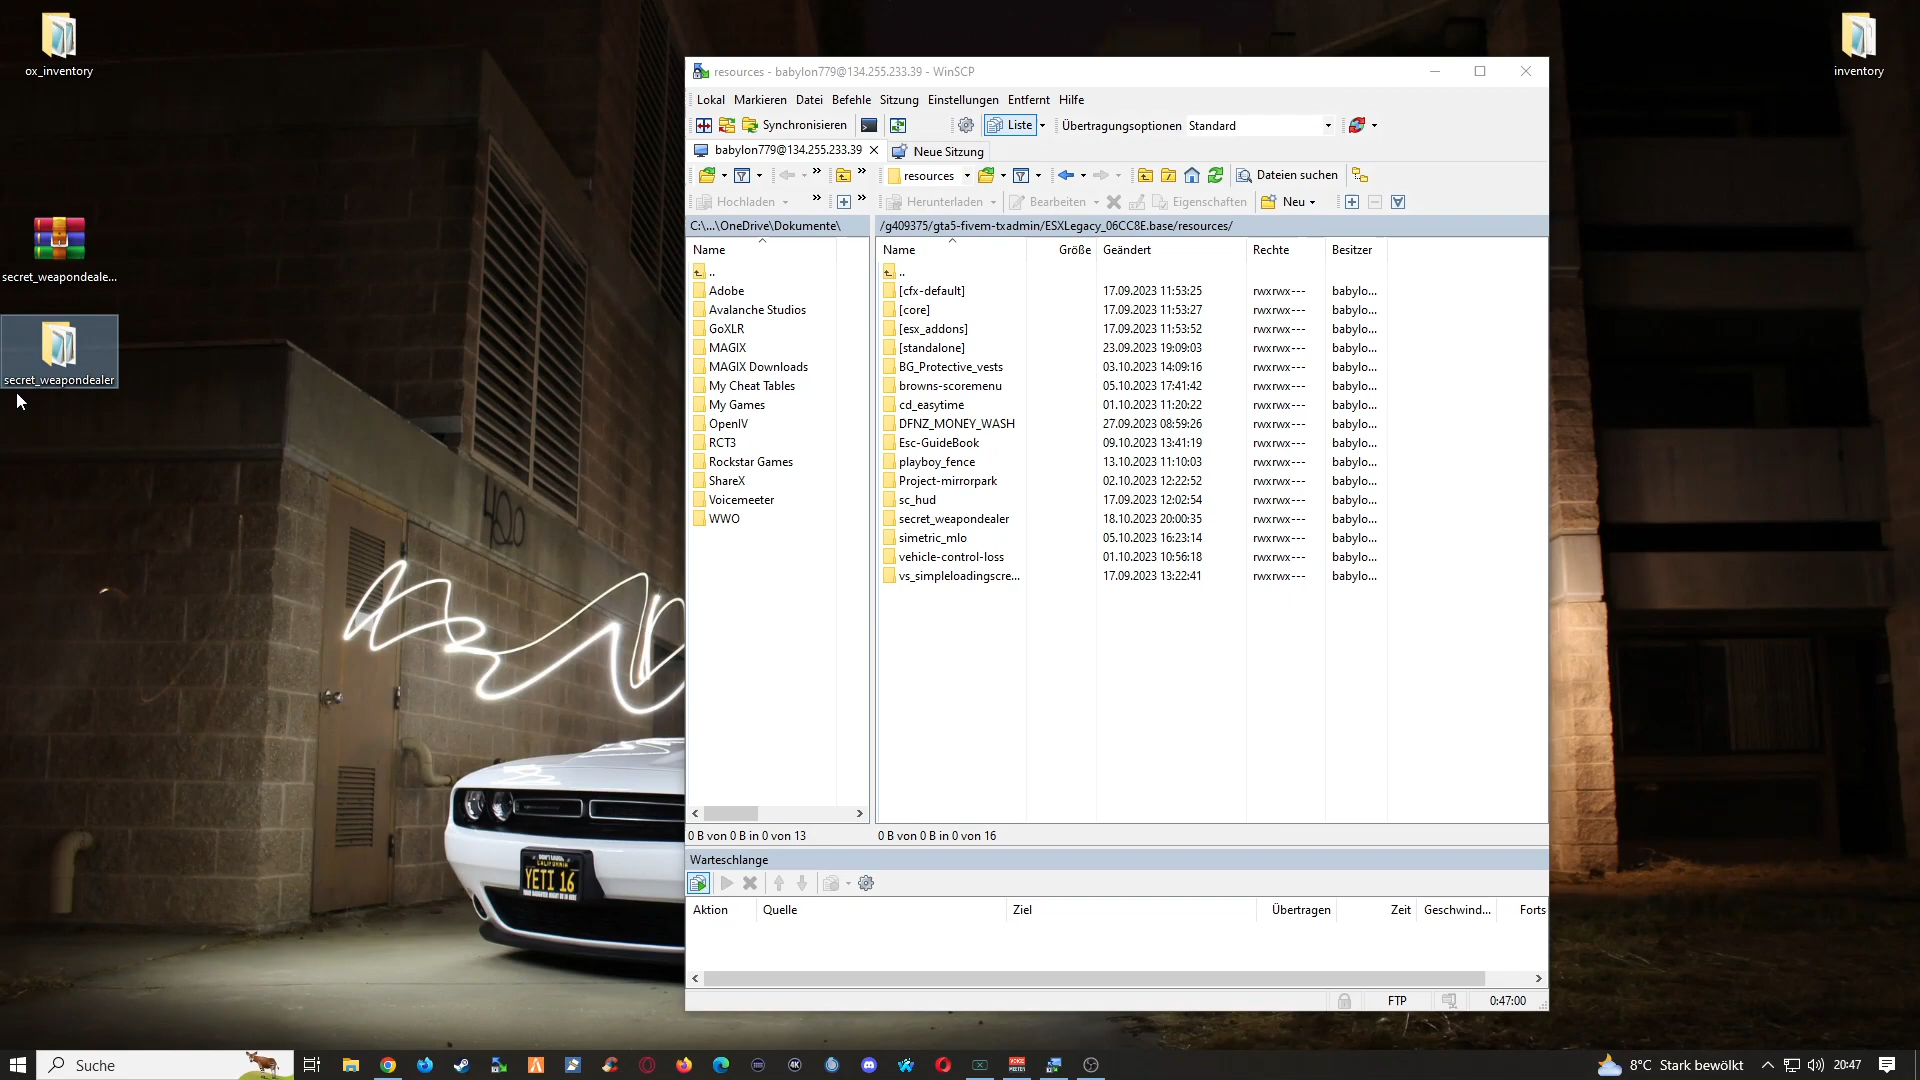 ox_inventory
secret_weapondeale...
secret_weapondealer
inventory
resources - babylon779@134.255.233.39 - WinSCP
Lokal Markieren Datei Befehle Sitzung Einstellungen Entfernt Hilfe
Synchronisieren Liste Übertragungsoptionen Standard
babylon779@134.255.233.39 Neue Sitzung
resources Dateien suchen
Hochladen Herunterladen Bearbeiten Eigenschaften Neu
C:\...\OneDrive\Dokumente\
Name
..
Adobe
Avalanche Studios
GoXLR
MAGIX
MAGIX Downloads
My Cheat Tables
My Games
OpenIV
RCT3
Rockstar Games
ShareX
Voicemeeter
WWO
0 B von 0 B in 0 von 13
/g409375/gta5-fivem-txadmin/ESXLegacy_06CC8E.base/resources/
Name Größe Geändert Rechte Besitzer
..
[cfx-default] 17.09.2023 11:53:25 rwxrwx--- babylo...
[core] 17.09.2023 11:53:27 rwxrwx--- babylo...
[esx_addons] 17.09.2023 11:53:52 rwxrwx--- babylo...
[standalone] 23.09.2023 19:09:03 rwxrwx--- babylo...
BG_Protective_vests 03.10.2023 14:09:16 rwxrwx--- babylo...
browns-scoremenu 05.10.2023 17:41:42 rwxrwx--- babylo...
cd_easytime 01.10.2023 11:20:22 rwxrwx--- babylo...
DFNZ_MONEY_WASH 27.09.2023 08:59:26 rwxrwx--- babylo...
Esc-GuideBook 09.10.2023 13:41:19 rwxrwx--- babylo...
playboy_fence 13.10.2023 11:10:03 rwxrwx--- babylo...
Project-mirrorpark 02.10.2023 12:22:52 rwxrwx--- babylo...
sc_hud 17.09.2023 12:02:54 rwxrwx--- babylo...
secret_weapondealer 18.10.2023 20:00:35 rwxrwx--- babylo...
simetric_mlo 05.10.2023 16:23:14 rwxrwx--- babylo...
vehicle-control-loss 01.10.2023 10:56:18 rwxrwx--- babylo...
vs_simpleloadingscre... 17.09.2023 13:22:41 rwxrwx--- babylo...
0 B von 0 B in 0 von 16
Warteschlange
Aktion Quelle Ziel Übertragen Zeit Geschwind... Forts
FTP 0:47:00
400
CALIFORNIA
YETI 16
Suche
4K
8°C Stark bewölkt 20:47